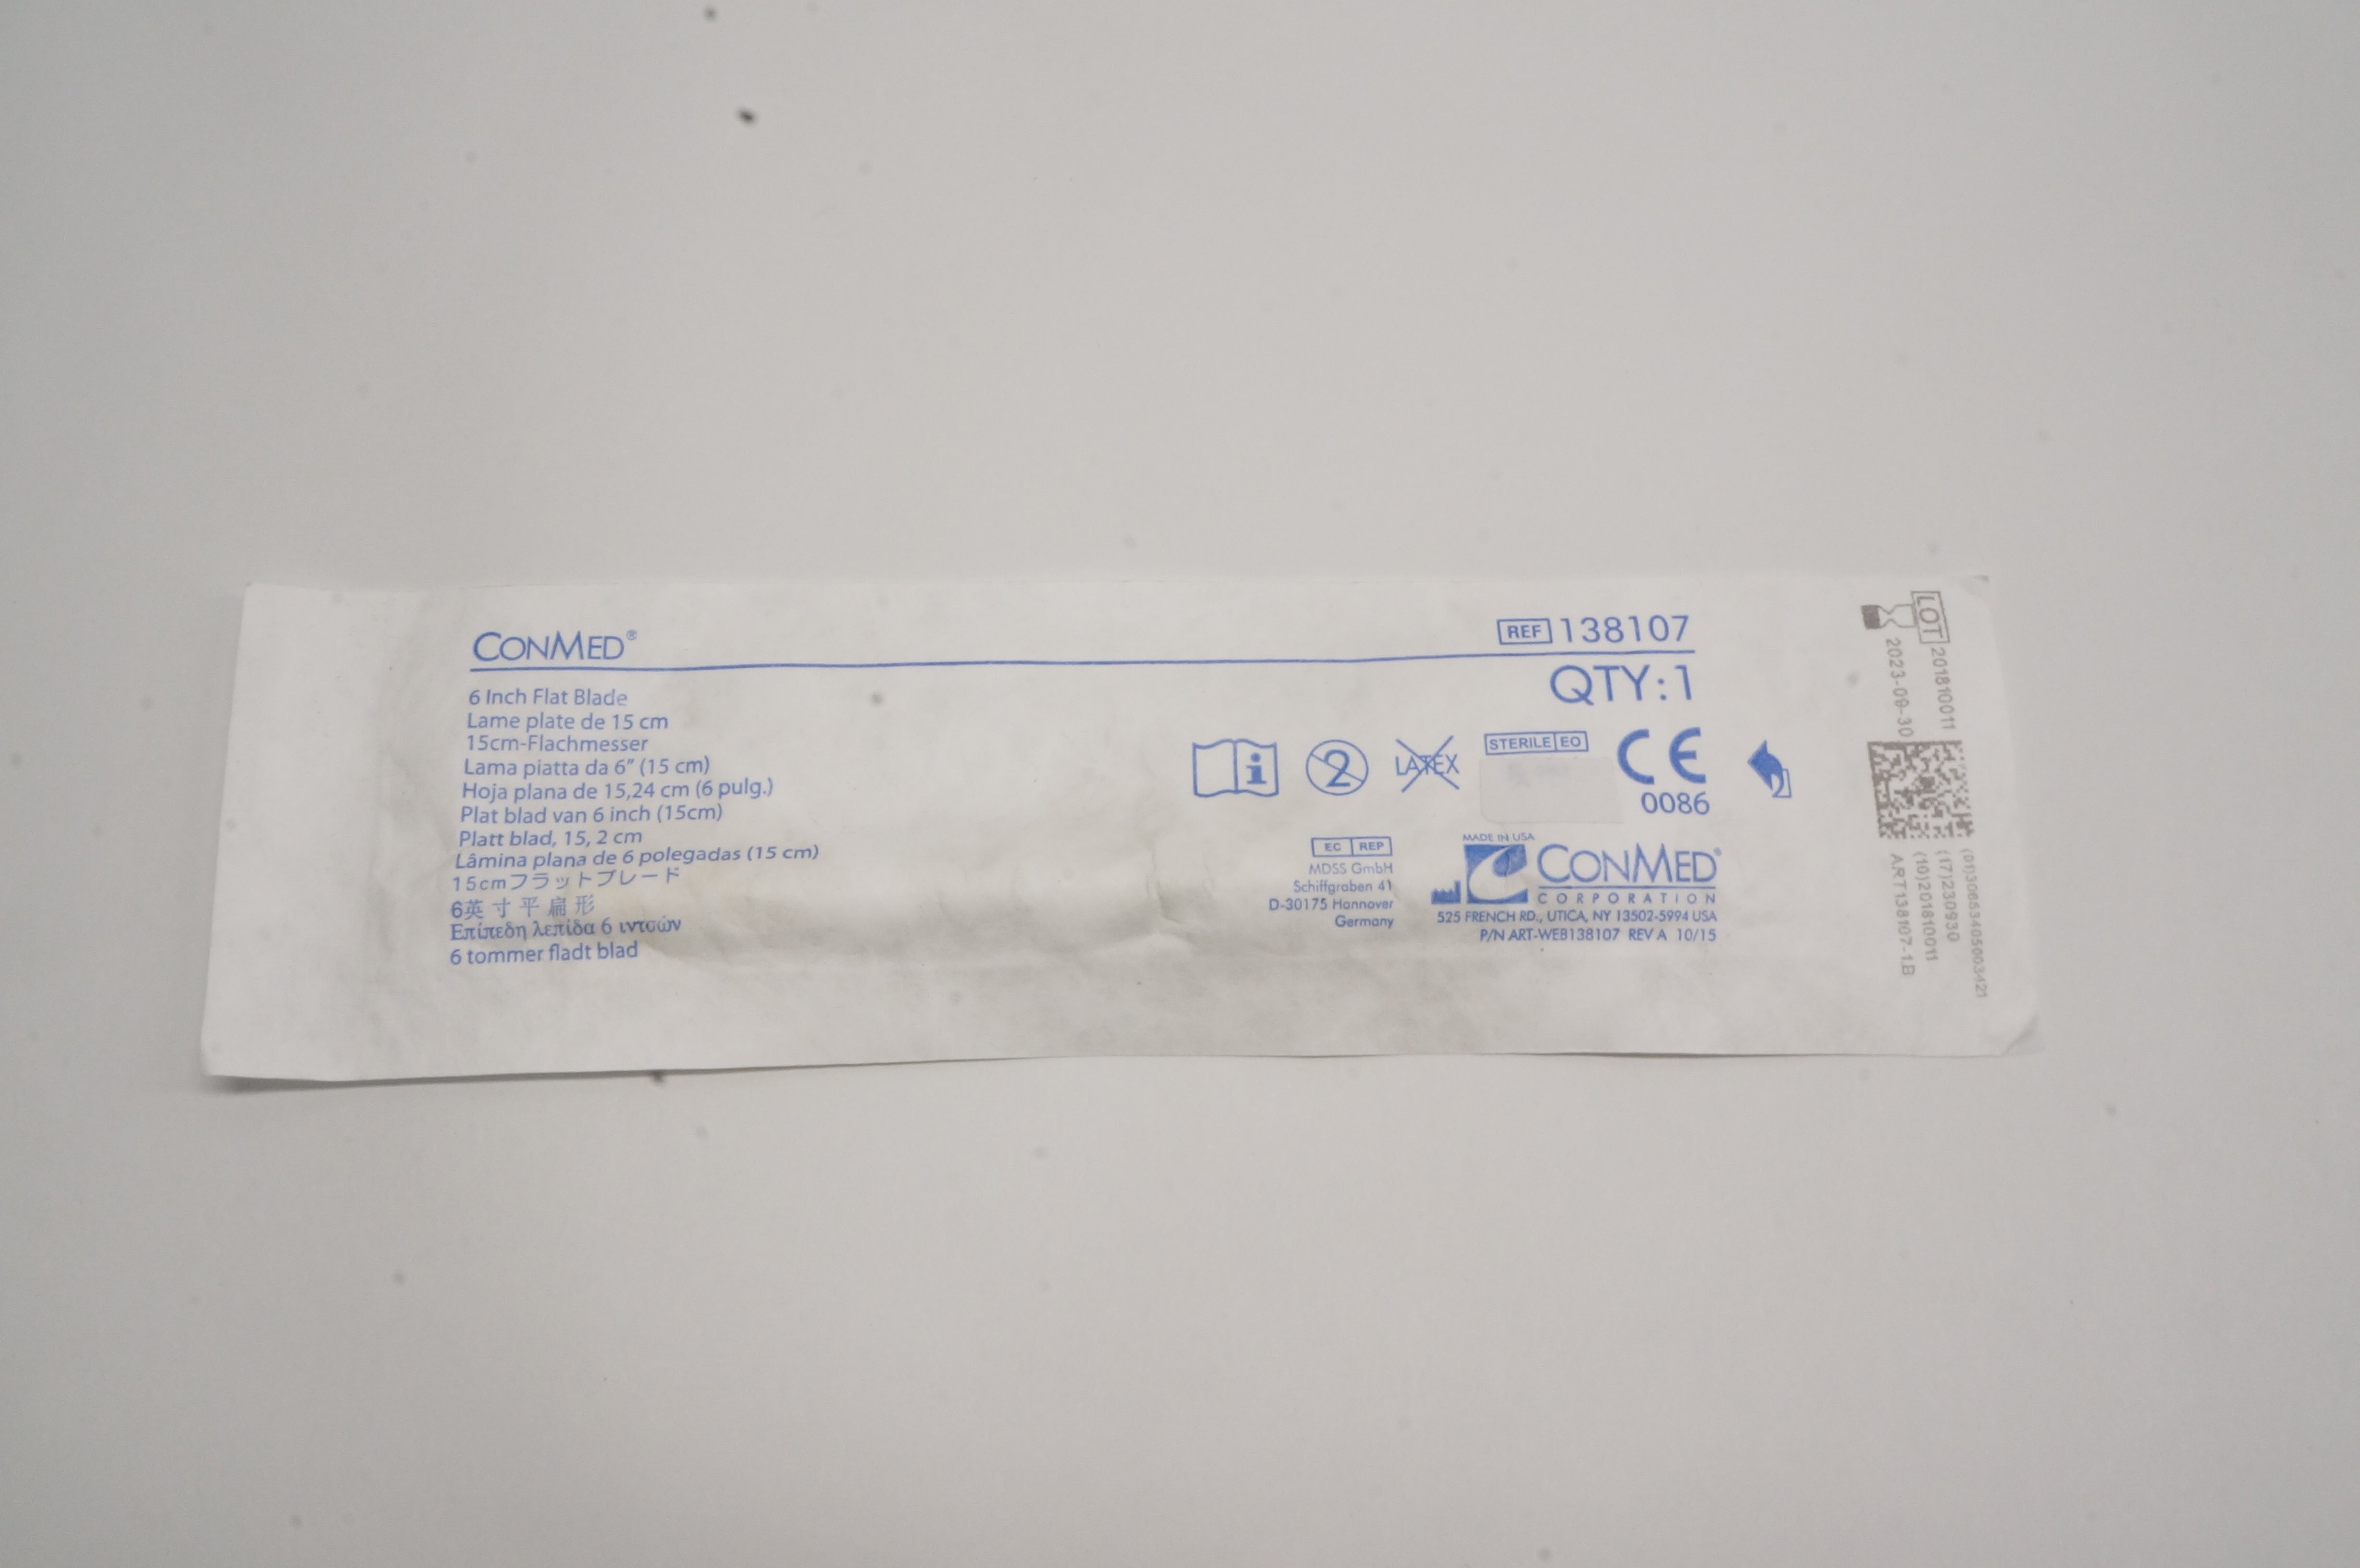 CONMED®
REF 138107
QTY:1
6 Inch Flat Blade
Lame plate de 15 cm
15cm-Flachmesser
Lama piatta da 6” (15 cm)
Hoja plana de 15,24 cm (6 pulg.)
Plat blad van 6 inch (15cm)
Platt blad, 15, 2 cm
Lâmina plana de 6 polegadas (15 cm)
15cmフラットブレード
6英寸平扁形
Επίπεδη λεπίδα 6 ιντσών
6 tommer fladt blad
2
LATEX
STERILE EO
CE
0086
EC REP
MDSS GmbH
Schiffgraben 41
D-30175 Hannover
Germany
MADE IN USA
CONMED®
CORPORATION
525 FRENCH RD., UTICA, NY 13502-5994 USA
P/N ART-WEB138107 REV A 10/15
LOT 201810011
2023-09-30
(01)30653405003421
(17)230930
(10)201810011
ART138107-1.B